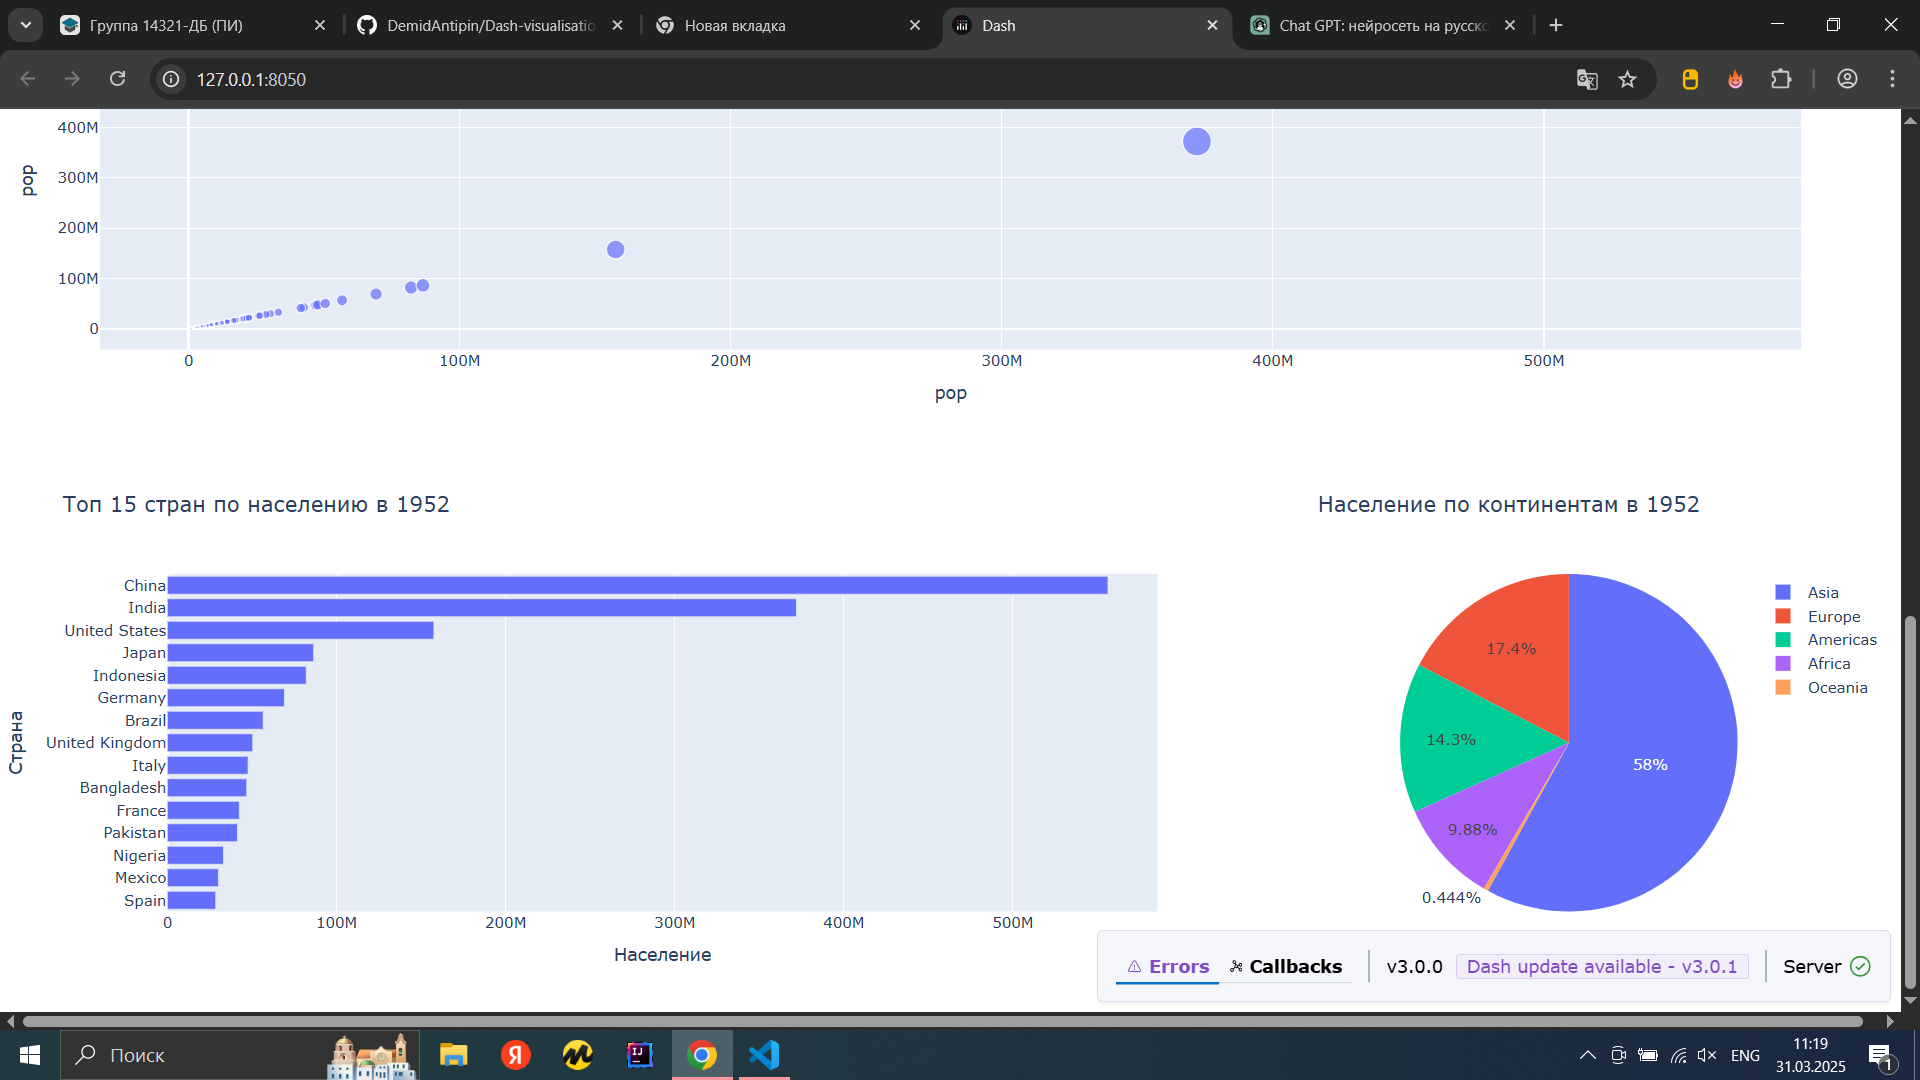 Группа 14321-ДБ (ПИ)
DemidAntipin/Dash-visualisatio
Новая вкладка
Dash
Chat GPT: нейросеть на русско
127.0.0.1:8050
400M
300M
200M
100M
0
pop
0 100M 200M 300M 400M 500M
pop
Топ 15 стран по населению в 1952
China
India
United States
Japan
Indonesia
Germany
Brazil
United Kingdom
Italy
Bangladesh
France
Pakistan
Nigeria
Mexico
Spain
Страна
0 100M 200M 300M 400M 500M
Население
Население по континентам в 1952
17.4%
14.3%
58%
9.88%
0.444%
Asia
Europe
Americas
Africa
Oceania
Errors Callbacks v3.0.0 Dash update available - v3.0.1 Server
Поиск
Я
IJ
ENG
11:19
31.03.2025
1